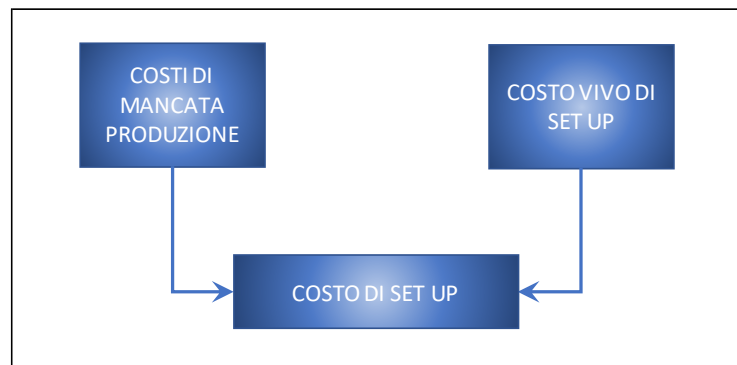 COSTI DI
MANCATA
PRODUZIONE
COSTO VIVO DI
SET UP
COSTO DI SET UP